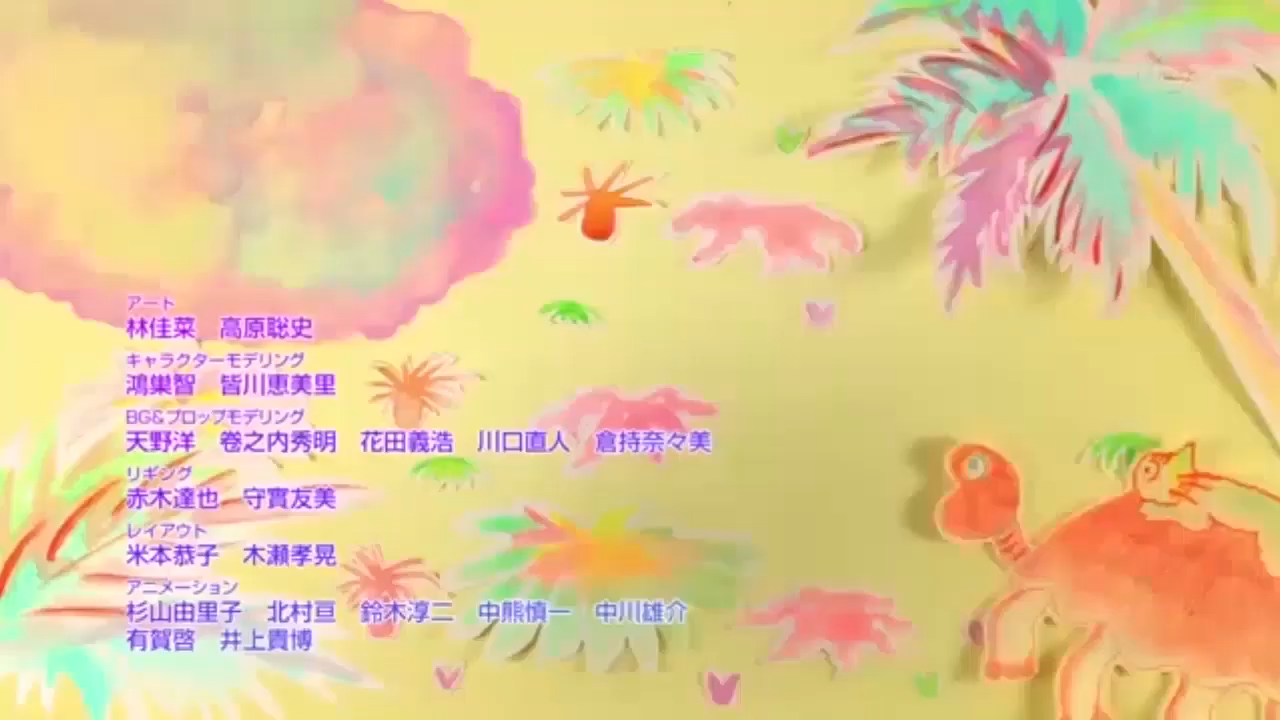 アート
林佳菜　高原聡史
キャラクターモデリング
鴻巣智　皆川恵美里
BG&プロップモデリング
天野洋　巻之内秀明　花田義浩　川口直人　倉持奈々美
リギング
赤木達也　守實友美
レイアウト
米本恭子　木瀬孝晃
アニメーション
杉山由里子　北村亘　鈴木淳二　中熊慎一　中川雄介
有賀啓　井上貴博